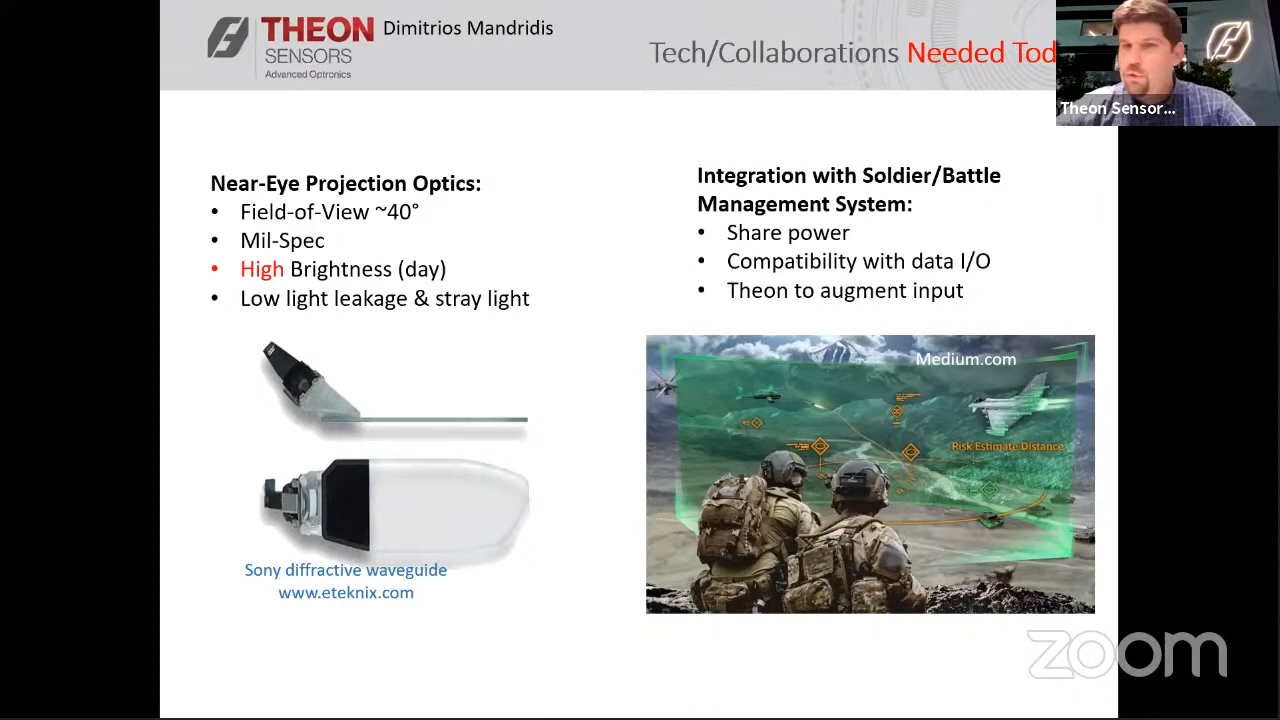 THEON
SENSORS
Advanced Optronics
Dimitrios Mandridis
Tech/Collaborations Needed Tod
Theon Sensor...
Near-Eye Projection Optics:
• Field-of-View ~40°
• Mil-Spec
• High Brightness (day)
• Low light leakage & stray light
Integration with Soldier/Battle
Management System:
• Share power
• Compatibility with data I/O
• Theon to augment input
Medium.com
Risk Estimate Distance
Sony diffractive waveguide
www.eteknix.com
zoom